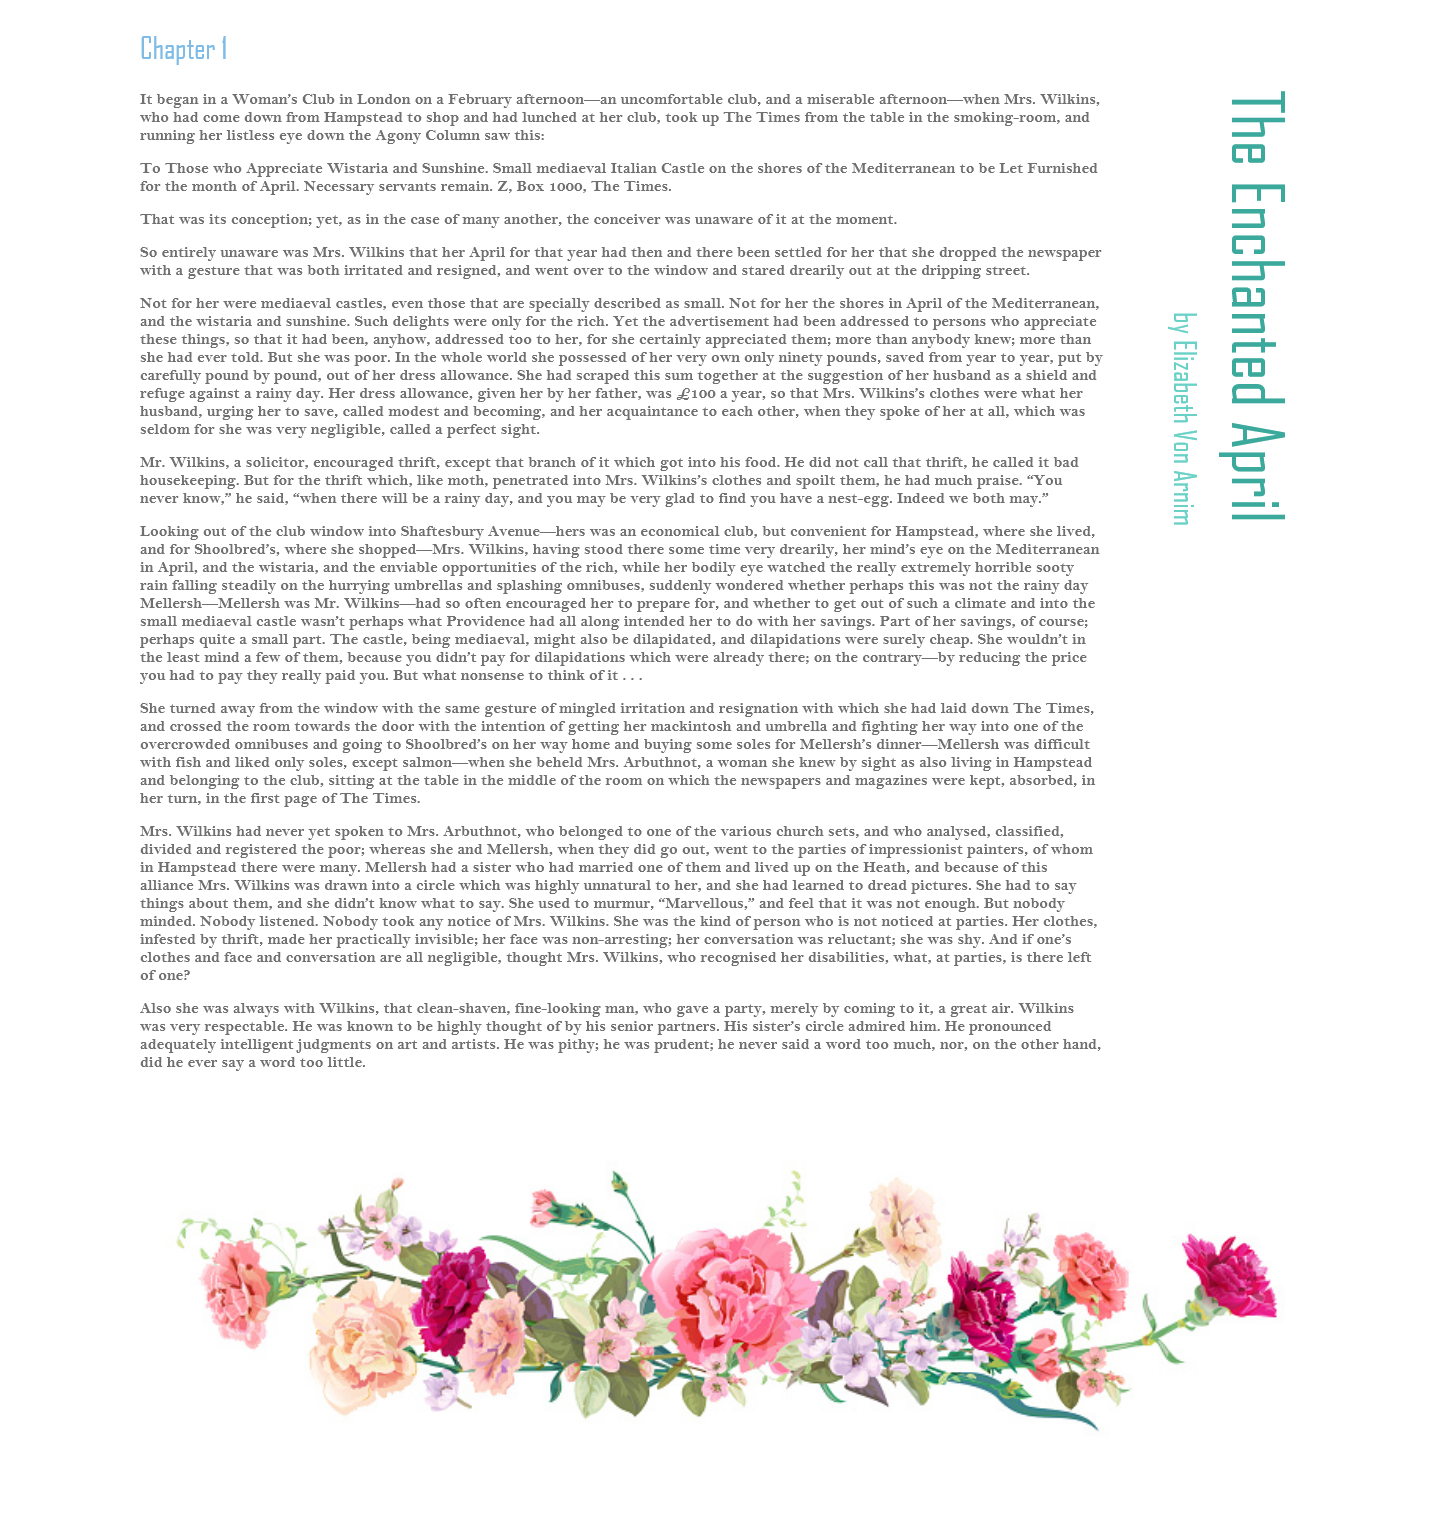 Chapter 1
It began in a Woman’s Club in London on a February afternoon—an uncomfortable club, and a miserable afternoon—when Mrs. Wilkins,
who had come down from Hampstead to shop and had lunched at her club, took up The Times from the table in the smoking-room, and
running her listless eye down the Agony Column saw this:
To Those who Appreciate Wistaria and Sunshine. Small mediaeval Italian Castle on the shores of the Mediterranean to be Let Furnished
for the month of April. Necessary servants remain. Z, Box 1000, The Times.
That was its conception; yet, as in the case of many another, the conceiver was unaware of it at the moment.
So entirely unaware was Mrs. Wilkins that her April for that year had then and there been settled for her that she dropped the newspaper
with a gesture that was both irritated and resigned, and went over to the window and stared drearily out at the dripping street.
Not for her were mediaeval castles, even those that are specially described as small. Not for her the shores in April of the Mediterranean,
and the wistaria and sunshine. Such delights were only for the rich. Yet the advertisement had been addressed to persons who appreciate
these things, so that it had been, anyhow, addressed too to her, for she certainly appreciated them; more than anybody knew; more than
she had ever told. But she was poor. In the whole world she possessed of her very own only ninety pounds, saved from year to year, put by
carefully pound by pound, out of her dress allowance. She had scraped this sum together at the suggestion of her husband as a shield and
refuge against a rainy day. Her dress allowance, given her by her father, was £100 a year, so that Mrs. Wilkins’s clothes were what her
husband, urging her to save, called modest and becoming, and her acquaintance to each other, when they spoke of her at all, which was
seldom for she was very negligible, called a perfect sight.
Mr. Wilkins, a solicitor, encouraged thrift, except that branch of it which got into his food. He did not call that thrift, he called it bad
housekeeping. But for the thrift which, like moth, penetrated into Mrs. Wilkins’s clothes and spoilt them, he had much praise. “You
never know,” he said, “when there will be a rainy day, and you may be very glad to find you have a nest-egg. Indeed we both may.”
Looking out of the club window into Shaftesbury Avenue—hers was an economical club, but convenient for Hampstead, where she lived,
and for Shoolbred’s, where she shopped—Mrs. Wilkins, having stood there some time very drearily, her mind’s eye on the Mediterranean
in April, and the wistaria, and the enviable opportunities of the rich, while her bodily eye watched the really extremely horrible sooty
rain falling steadily on the hurrying umbrellas and splashing omnibuses, suddenly wondered whether perhaps this was not the rainy day
Mellersh—Mellersh was Mr. Wilkins—had so often encouraged her to prepare for, and whether to get out of such a climate and into the
small mediaeval castle wasn’t perhaps what Providence had all along intended her to do with her savings. Part of her savings, of course;
perhaps quite a small part. The castle, being mediaeval, might also be dilapidated, and dilapidations were surely cheap. She wouldn’t in
the least mind a few of them, because you didn’t pay for dilapidations which were already there; on the contrary—by reducing the price
you had to pay they really paid you. But what nonsense to think of it . . .
She turned away from the window with the same gesture of mingled irritation and resignation with which she had laid down The Times,
and crossed the room towards the door with the intention of getting her mackintosh and umbrella and fighting her way into one of the
overcrowded omnibuses and going to Shoolbred’s on her way home and buying some soles for Mellersh’s dinner—Mellersh was difficult
with fish and liked only soles, except salmon—when she beheld Mrs. Arbuthnot, a woman she knew by sight as also living in Hampstead
and belonging to the club, sitting at the table in the middle of the room on which the newspapers and magazines were kept, absorbed, in
her turn, in the first page of The Times.
Mrs. Wilkins had never yet spoken to Mrs. Arbuthnot, who belonged to one of the various church sets, and who analysed, classified,
divided and registered the poor; whereas she and Mellersh, when they did go out, went to the parties of impressionist painters, of whom
in Hampstead there were many. Mellersh had a sister who had married one of them and lived up on the Heath, and because of this
alliance Mrs. Wilkins was drawn into a circle which was highly unnatural to her, and she had learned to dread pictures. She had to say
things about them, and she didn’t know what to say. She used to murmur, “Marvellous,” and feel that it was not enough. But nobody
minded. Nobody listened. Nobody took any notice of Mrs. Wilkins. She was the kind of person who is not noticed at parties. Her clothes,
infested by thrift, made her practically invisible; her face was non-arresting; her conversation was reluctant; she was shy. And if one’s
clothes and face and conversation are all negligible, thought Mrs. Wilkins, who recognised her disabilities, what, at parties, is there left
of one?
Also she was always with Wilkins, that clean-shaven, fine-looking man, who gave a party, merely by coming to it, a great air. Wilkins
was very respectable. He was known to be highly thought of by his senior partners. His sister’s circle admired him. He pronounced
adequately intelligent judgments on art and artists. He was pithy; he was prudent; he never said a word too much, nor, on the other hand,
did he ever say a word too little.
The Enchanted April
by Elizabeth Von Arnim